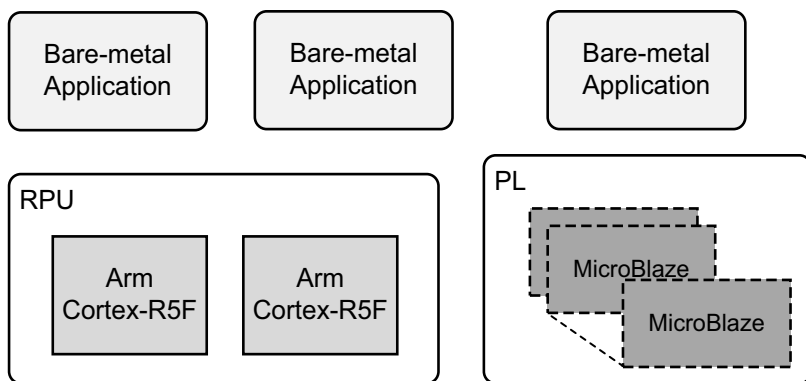 Bare-metal
Application
Bare-metal
Application
Bare-metal
Application
RPU
Arm
Cortex-R5F
Arm
Cortex-R5F
PL
MicroBlaze
MicroBlaze